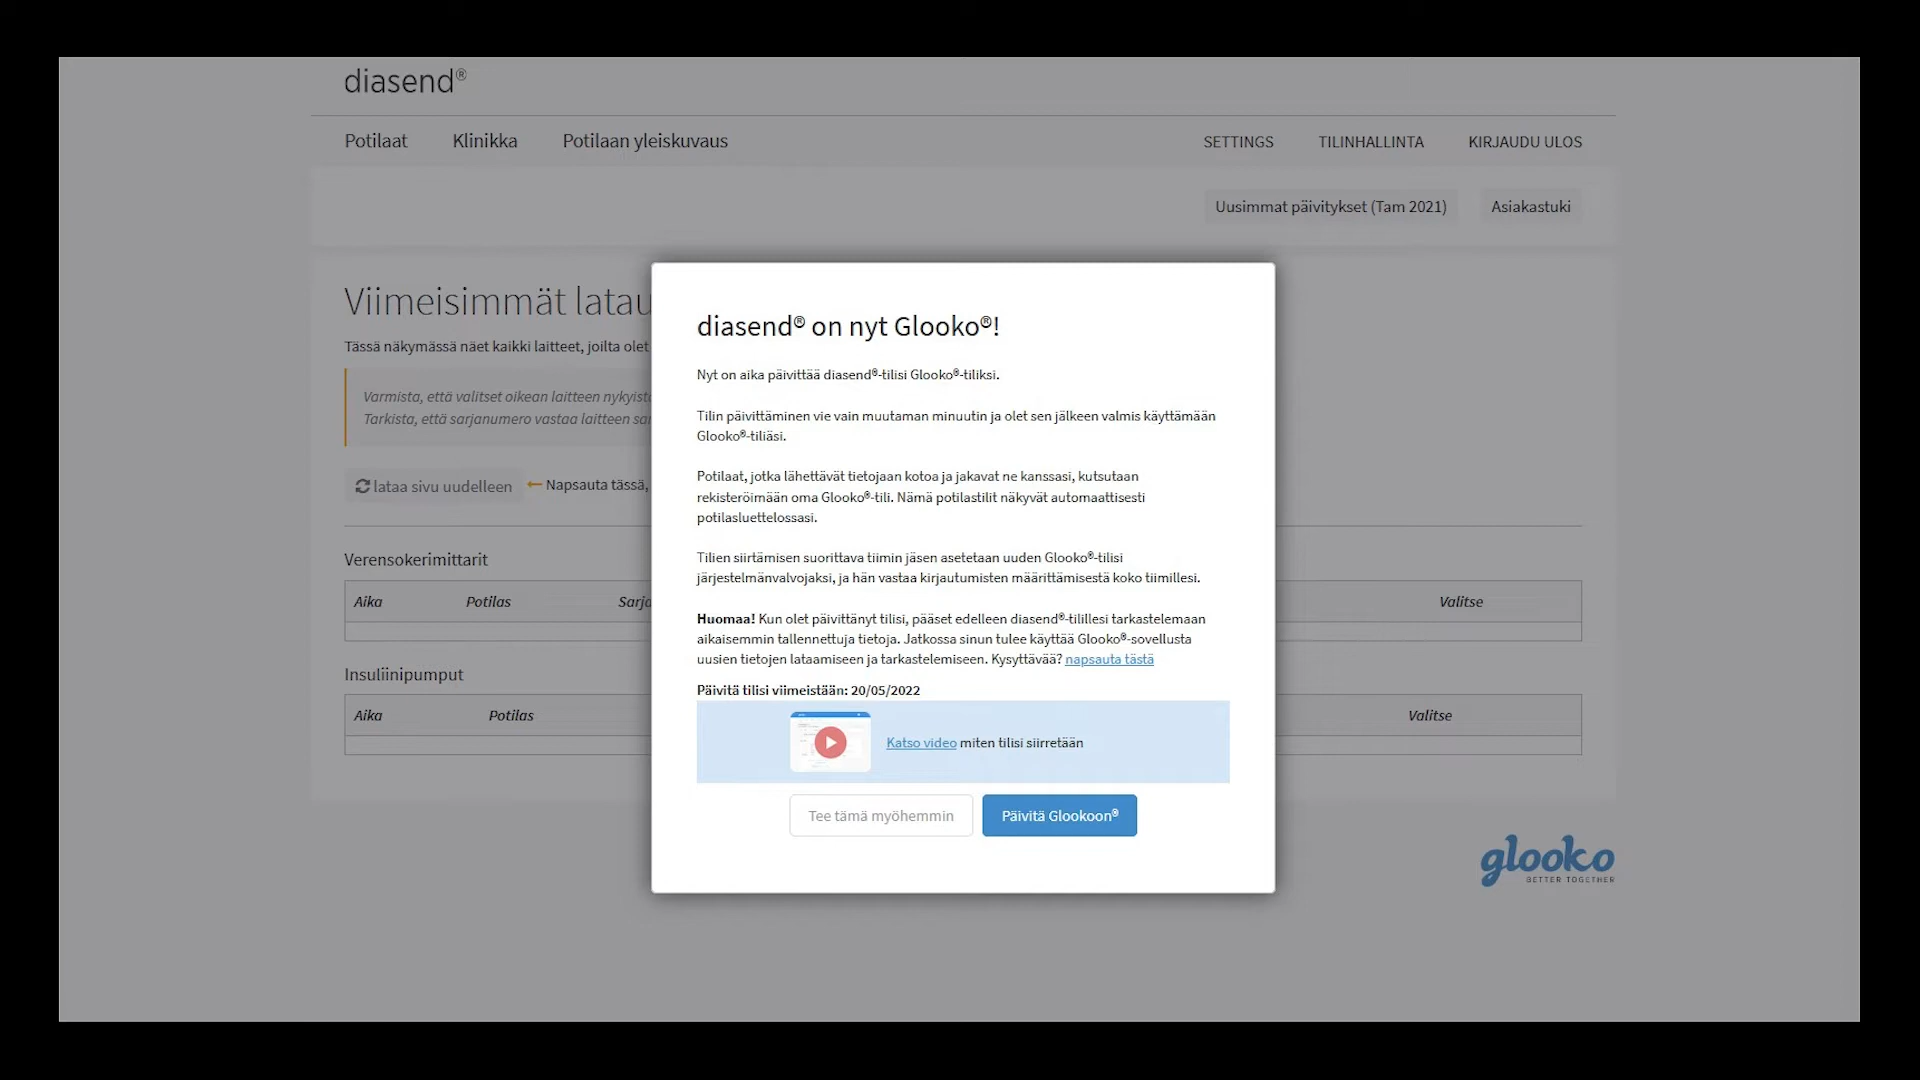 diasend®
Potilaat Klinikka Potilaan yleiskuvaus SETTINGS TILINHALLINTA KIRJAUDU ULOS
Uusimmat päivitykset (Tam 2021) Asiakastuki
Viimeisimmät latau
Tässä näkymässä näet kaikki laitteet, joilta olet
Varmista, että valitset oikean laitteen nykyist
Tarkista, että sarjanumero vastaa laitteen sar
lataa sivu uudelleen Napsauta tässä,
Verensokerimittarit
Aika Potilas Sarja Valitse
Insuliinipumput
Aika Potilas Valitse
diasend® on nyt Glooko®!
Nyt on aika päivittää diasend®-tilisi Glooko®-tiliksi.
Tilin päivittäminen vie vain muutaman minuutin ja olet sen jälkeen valmis käyttämään
Glooko®-tiliäsi.
Potilaat, jotka lähettävät tietojaan kotoa ja jakavat ne kanssasi, kutsutaan
rekisteröimään oma Glooko®-tili. Nämä potilastilit näkyvät automaattisesti
potilasluettelossasi.
Tilien siirtämisen suorittava tiimin jäsen asetetaan uuden Glooko®-tilisi
järjestelmänvalvojaksi, ja hän vastaa kirjautumisten määrittämisestä koko tiimillesi.
Huomaa! Kun olet päivittänyt tilisi, pääset edelleen diasend®-tilillesi tarkastelemaan
aikaisemmin tallennettuja tietoja. Jatkossa sinun tulee käyttää Glooko®-sovellusta
uusien tietojen lataamiseen ja tarkastelemiseen. Kysyttävää? napsauta tästä
Päivitä tilisi viimeistään: 20/05/2022
Katso video miten tilisi siirretään
Tee tämä myöhemmin Päivitä Glookoon®
glooko
BETTER TOGETHER